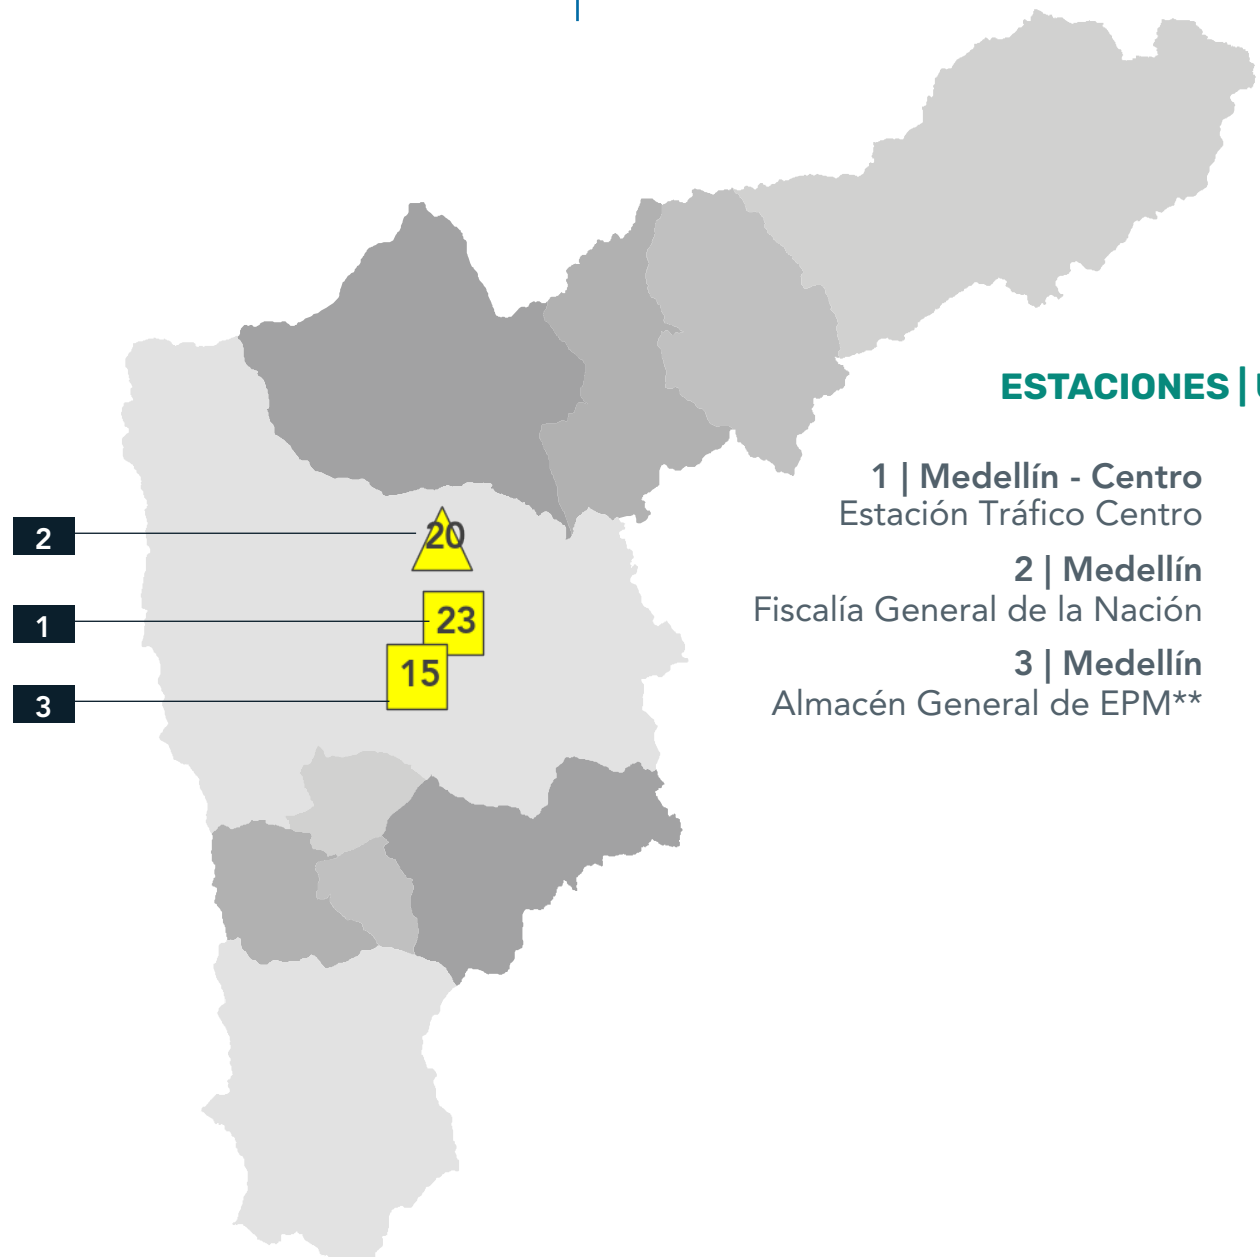 ESTACIONES |
1 | Medellín - Centro
Estación Tráfico Centro
2 | Medellín
Fiscalía General de la Nación
3 | Medellín
Almacén General de EPM**
2
20
1
23
15
3